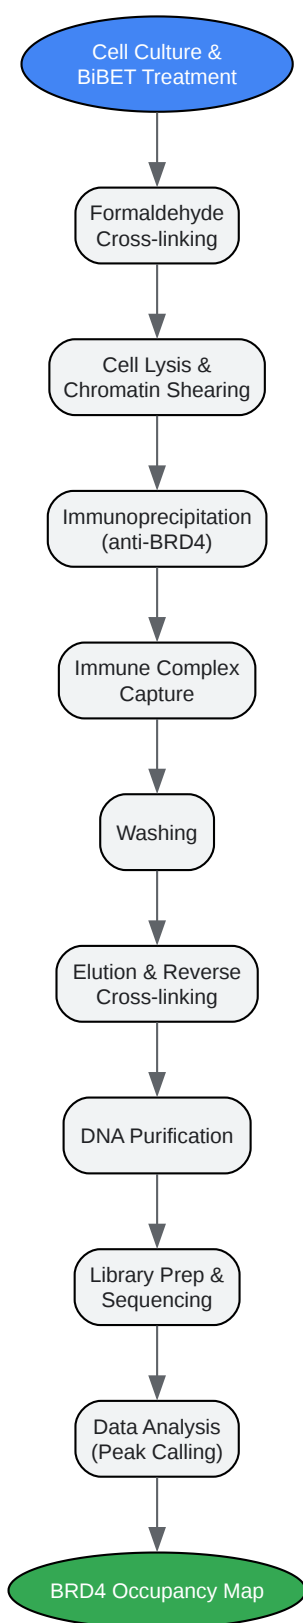 Cell Culture &
BiBET Treatment
Formaldehyde
Cross-linking
Cell Lysis &
Chromatin Shearing
Immunoprecipitation
(anti-BRD4)
Immune Complex
Capture
Washing
Elution & Reverse
Cross-linking
DNA Purification
Library Prep &
Sequencing
Data Analysis
(Peak Calling)
BRD4 Occupancy Map